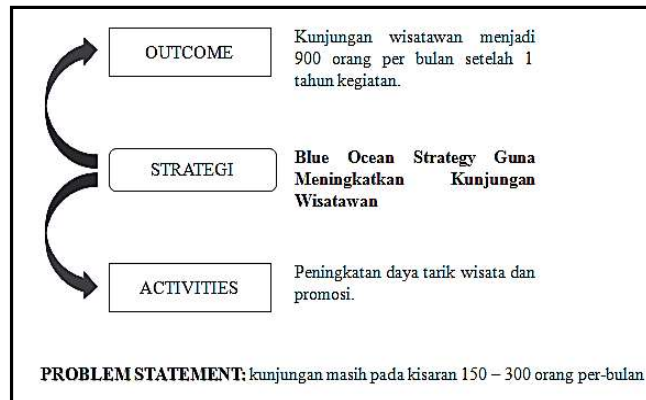 OUTCOME
Kunjungan wisatawan menjadi
900 orang per bulan setelah 1
tahun kegiatan.
STRATEGI
Blue Ocean Strategy Guna
Meningkatkan Kunjungan
Wisatawan
ACTIVITIES
Peningkatan daya tarik wisata dan
promosi.
PROBLEM STATEMENT: kunjungan masih pada kisaran 150 – 300 orang per-bulan